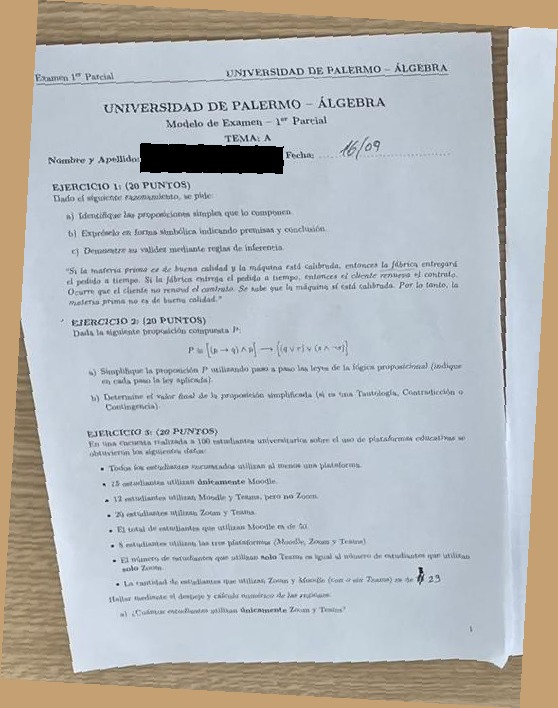 Examen 1er Parcial UNIVERSIDAD DE PALERMO – ÁLGEBRA
UNIVERSIDAD DE PALERMO – ÁLGEBRA
Modelo de Examen – 1er Parcial
TEMA: A
Nombre y Apellido: Fecha: 16/09
EJERCICIO 1: (20 PUNTOS)
Dado el siguiente razonamiento, se pide:
a) Identifique las proposiciones simples que lo componen.
b) Expréselo en forma simbólica indicando premisas y conclusión.
c) Demuestre su validez mediante reglas de inferencia.
"Si la materia prima es de buena calidad y la máquina está calibrada, entonces la fábrica entregará
el pedido a tiempo. Si la fábrica entrega el pedido a tiempo, entonces el cliente renueva el contrato.
Ocurre que el cliente no renovó el contrato. Se sabe que la máquina sí está calibrada. Por lo tanto, la
materia prima no es de buena calidad."
EJERCICIO 2: (20 PUNTOS)
Dada la siguiente proposición compuesta P:
a) Simplifique la proposición P utilizando paso a paso las leyes de la lógica proposicional (indique
en cada paso la ley aplicada).
b) Determine el valor final de la proposición simplificada (si es una Tautología, Contradicción o
Contingencia).
EJERCICIO 3: (20 PUNTOS)
En una encuesta realizada a 100 estudiantes universitarios sobre el uso de plataformas educativas se
obtuvieron los siguientes datos:
• Todos los estudiantes encuestados utilizan al menos una plataforma.
• estudiantes utilizan únicamente Moodle.
• 12 estudiantes utilizan Moodle y Teams, pero no Zoom.
• 20 estudiantes utilizan Zoom y Teams.
• El total de estudiantes que utilizan Moodle es de 50.
• 8 estudiantes utilizan las tres plataformas (Moodle, Zoom y Teams).
• El número de estudiantes que utilizan solo Teams es igual al número de estudiantes que utilizan
solo Zoom.
• La cantidad de estudiantes que utilizan Zoom y Moodle (con o sin Teams) es de 23
Hallar mediante el despeje y cálculo numérico de las regiones:
a) ¿Cuántos estudiantes utilizan únicamente Zoom y Teams?
1